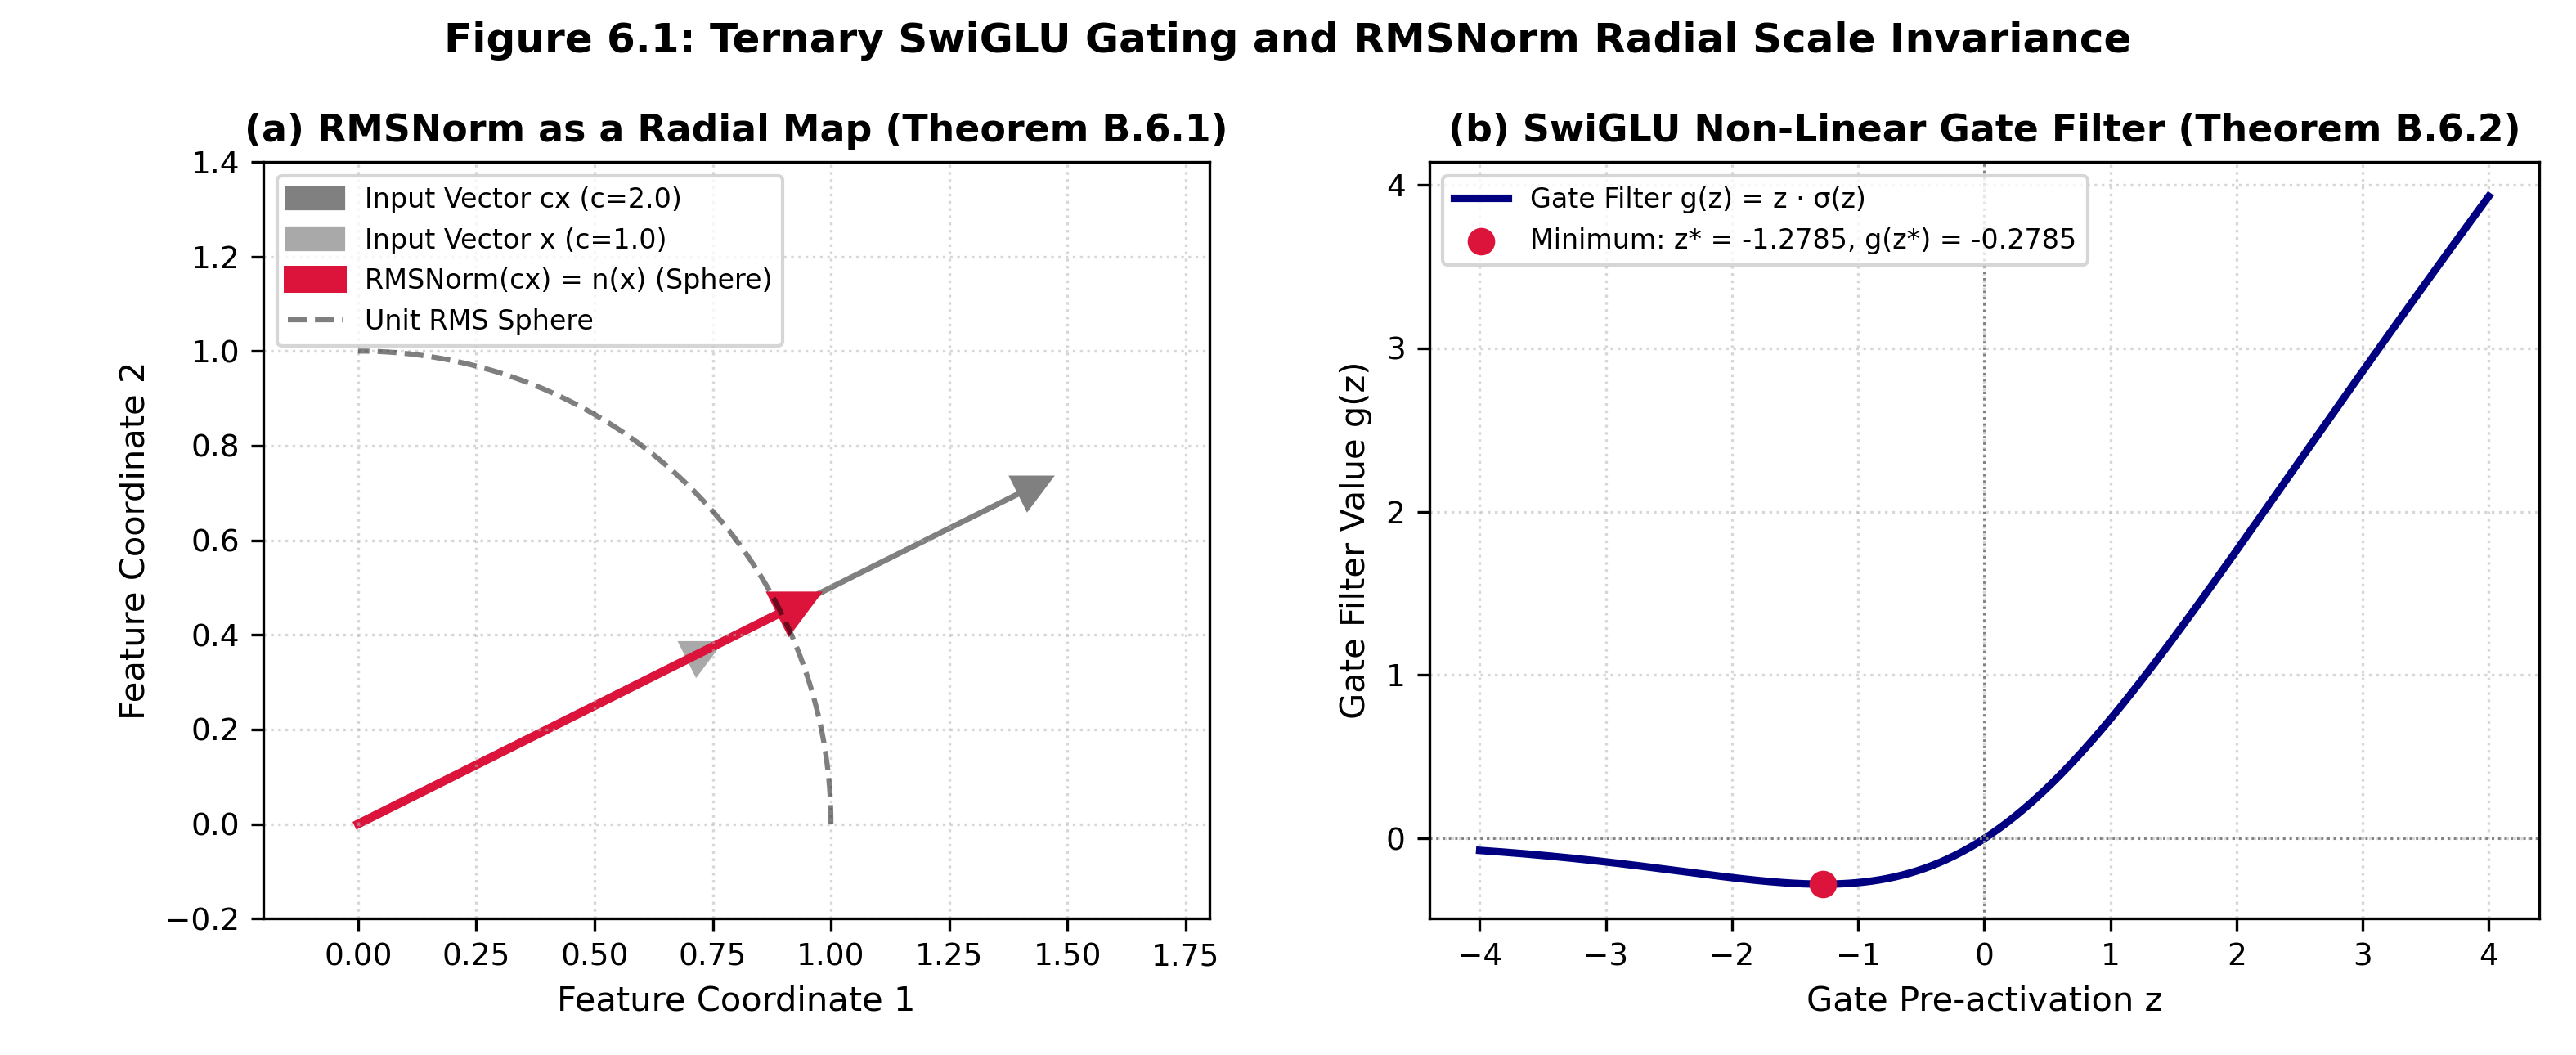 Figure 6.1: Ternary SwiGLU Gating and RMSNorm Radial Scale Invariance
(a) RMSNorm as a Radial Map (Theorem B.6.1)
1.4
1.2
1.0
0.8
0.6
0.4
0.2
0.0
−0.2
Feature Coordinate 2
Input Vector cx (c=2.0)
Input Vector x (c=1.0)
RMSNorm(cx) = n(x) (Sphere)
Unit RMS Sphere
0.00 0.25 0.50 0.75 1.00 1.25 1.50 1.75
Feature Coordinate 1
(b) SwiGLU Non-Linear Gate Filter (Theorem B.6.2)
4
3
2
1
0
Gate Filter Value g(z)
Gate Filter g(z) = z · σ(z)
Minimum: z* = -1.2785, g(z*) = -0.2785
−4 −3 −2 −1 0 1 2 3 4
Gate Pre-activation z